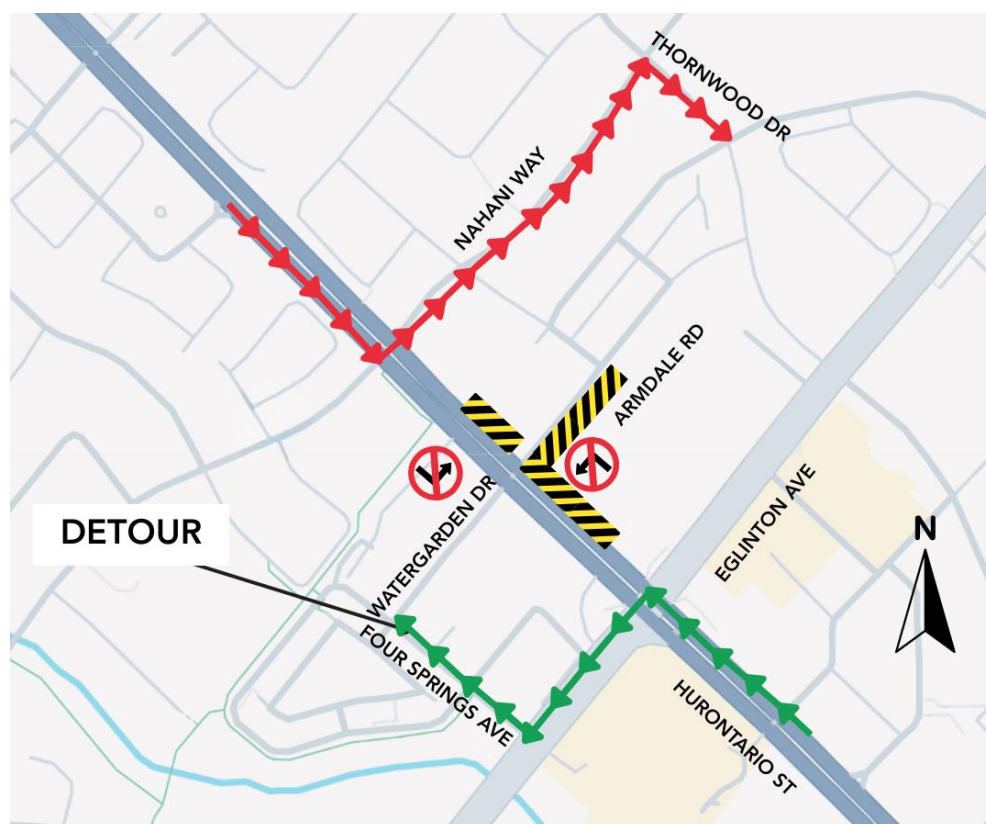 THORNWOOD DR
NAHANI WAY
ARMDALE RD
WATERGARDEN DR
EGLINTON AVE
N
DETOUR
FOUR SPRINGS AVE
HURONTARIO ST